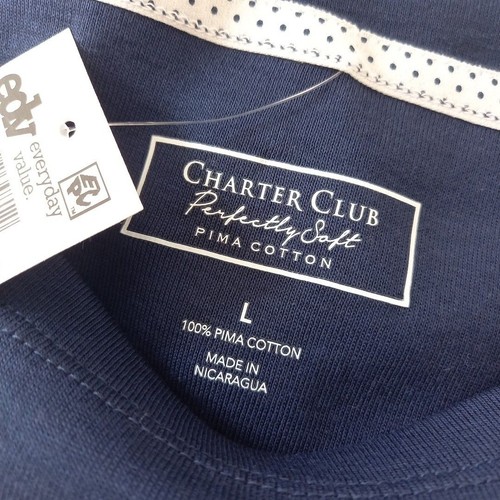 edv
everyday
value.
CHARTER CLUB
Perfectly Soft
PIMA COTTON
L
100% PIMA COTTON
MADE IN
NICARAGUA